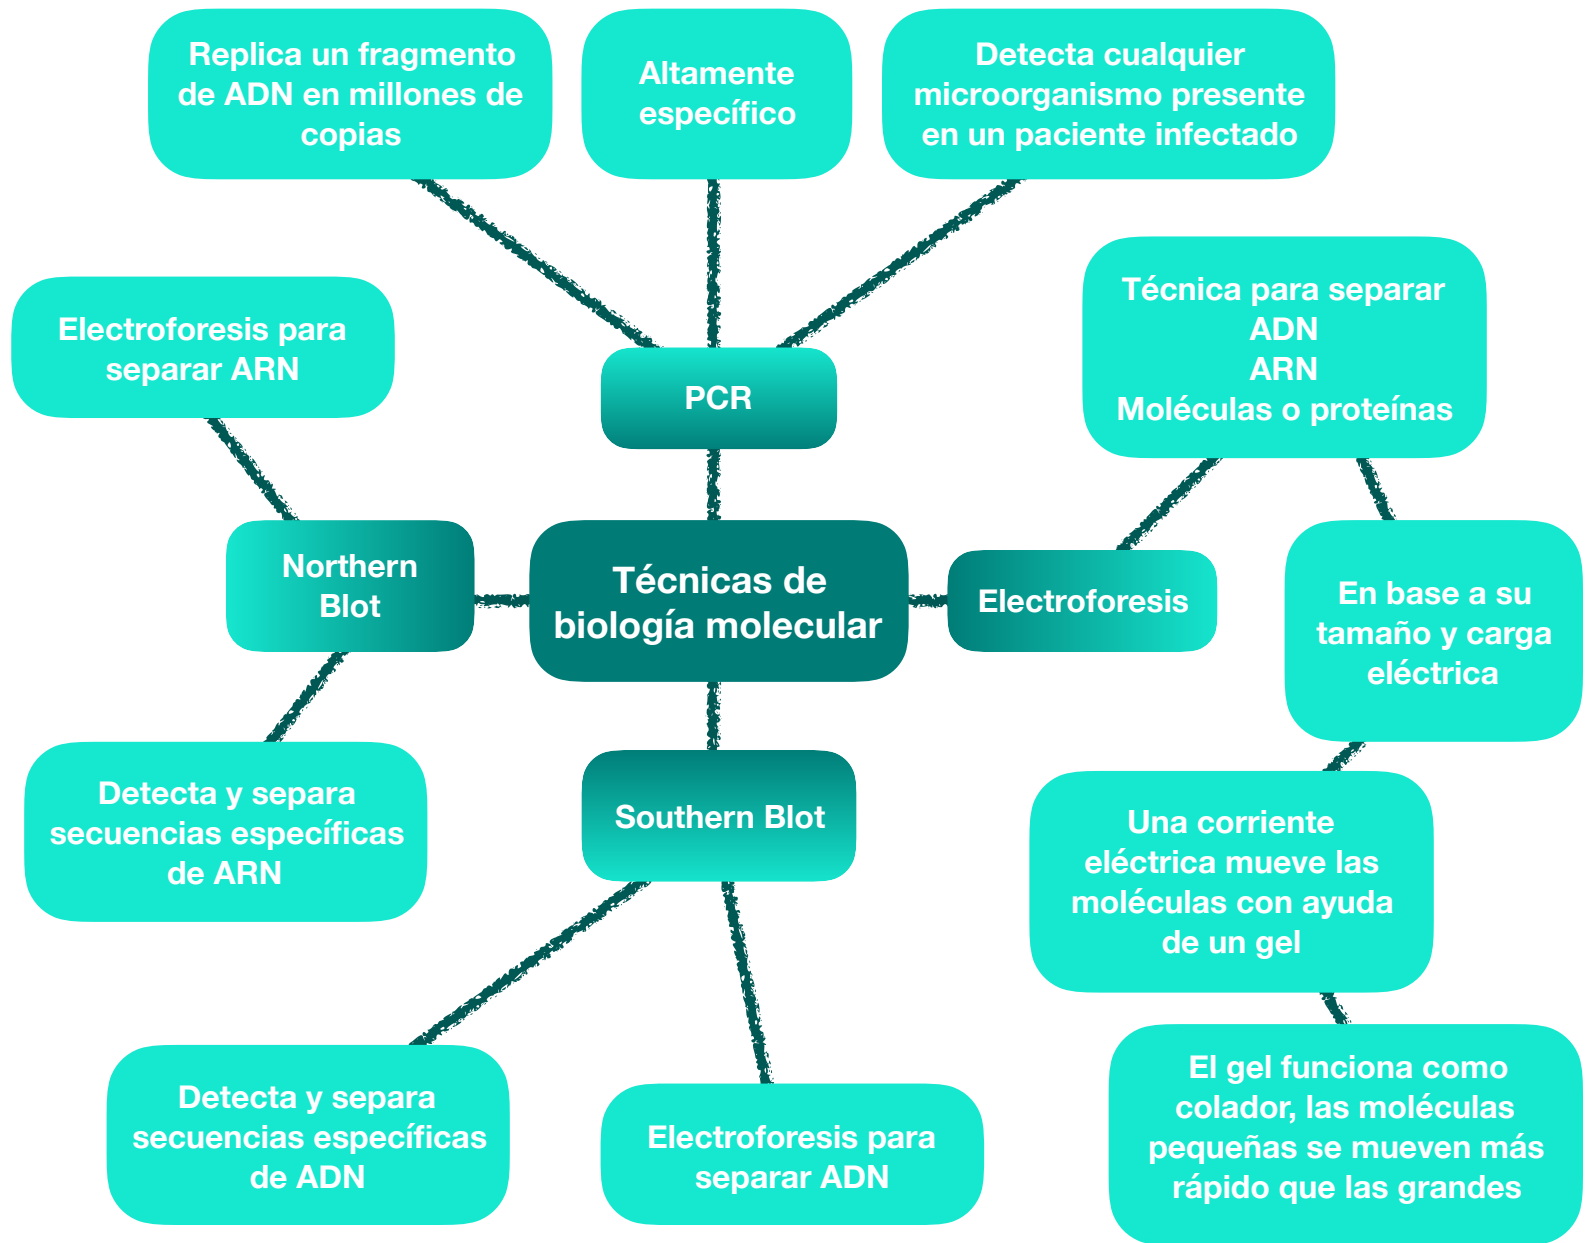 Replica un fragmento
de ADN en millones de
copias
Altamente
específico
Detecta cualquier
microorganismo presente
en un paciente infectado
Técnica para separar
ADN
ARN
Moléculas o proteínas
Electroforesis para
separar ARN
PCR
Northern
Blot
Técnicas de
biología molecular
Electroforesis
En base a su
tamaño y carga
eléctrica
Detecta y separa
secuencias específicas
de ARN
Southern Blot
Una corriente
eléctrica mueve las
moléculas con ayuda
de un gel
Detecta y separa
secuencias específicas
de ADN
Electroforesis para
separar ADN
El gel funciona como
colador, las moléculas
pequeñas se mueven más
rápido que las grandes